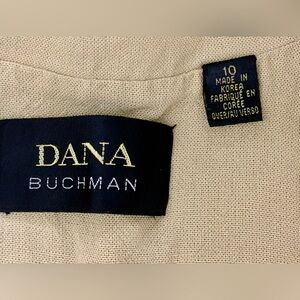 DANA
BUCHMAN
10
MADE IN
KOREA
FABRIQUÉ EN
CORÉE
OVER/AU VERSO